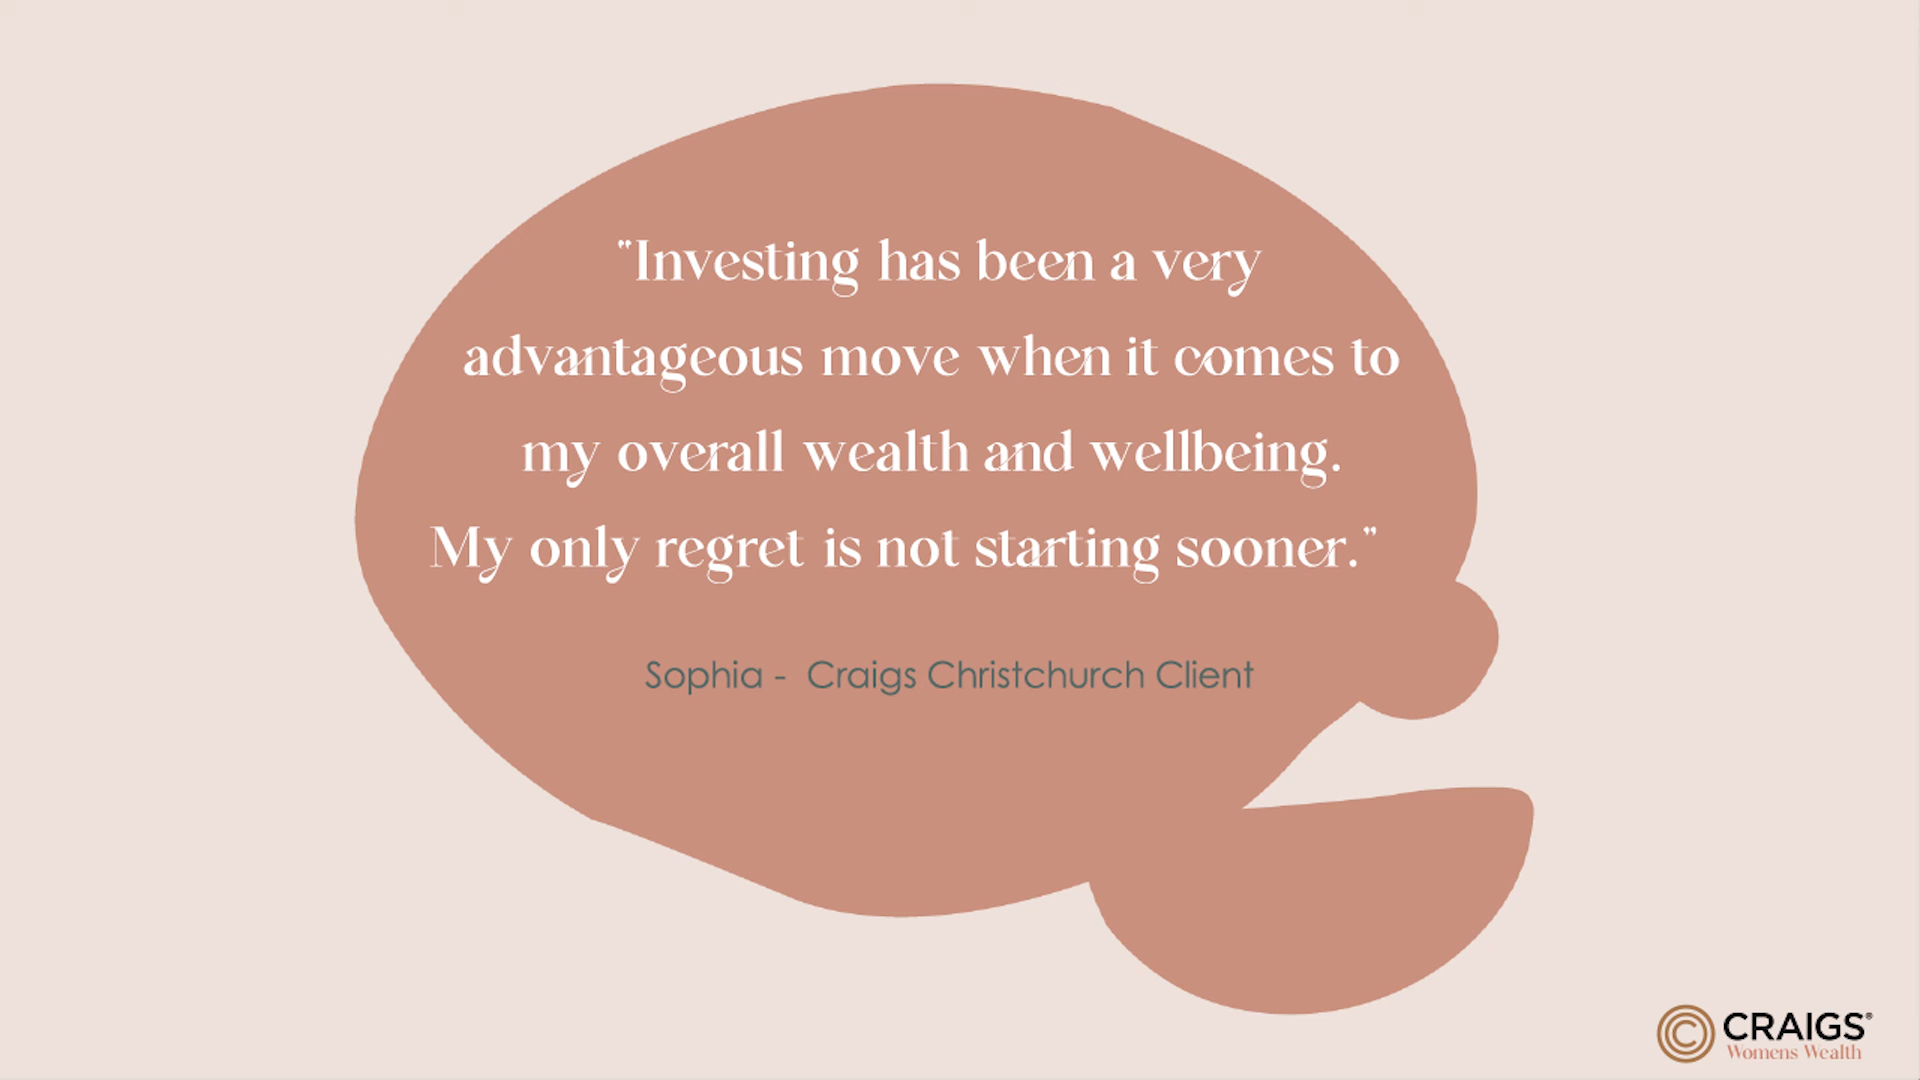 "Investing has been a very
advantageous move when it comes to
my overall wealth and wellbeing.
My only regret is not starting sooner."
Sophia - Craigs Christchurch Client
CRAIGS®
Womens Wealth